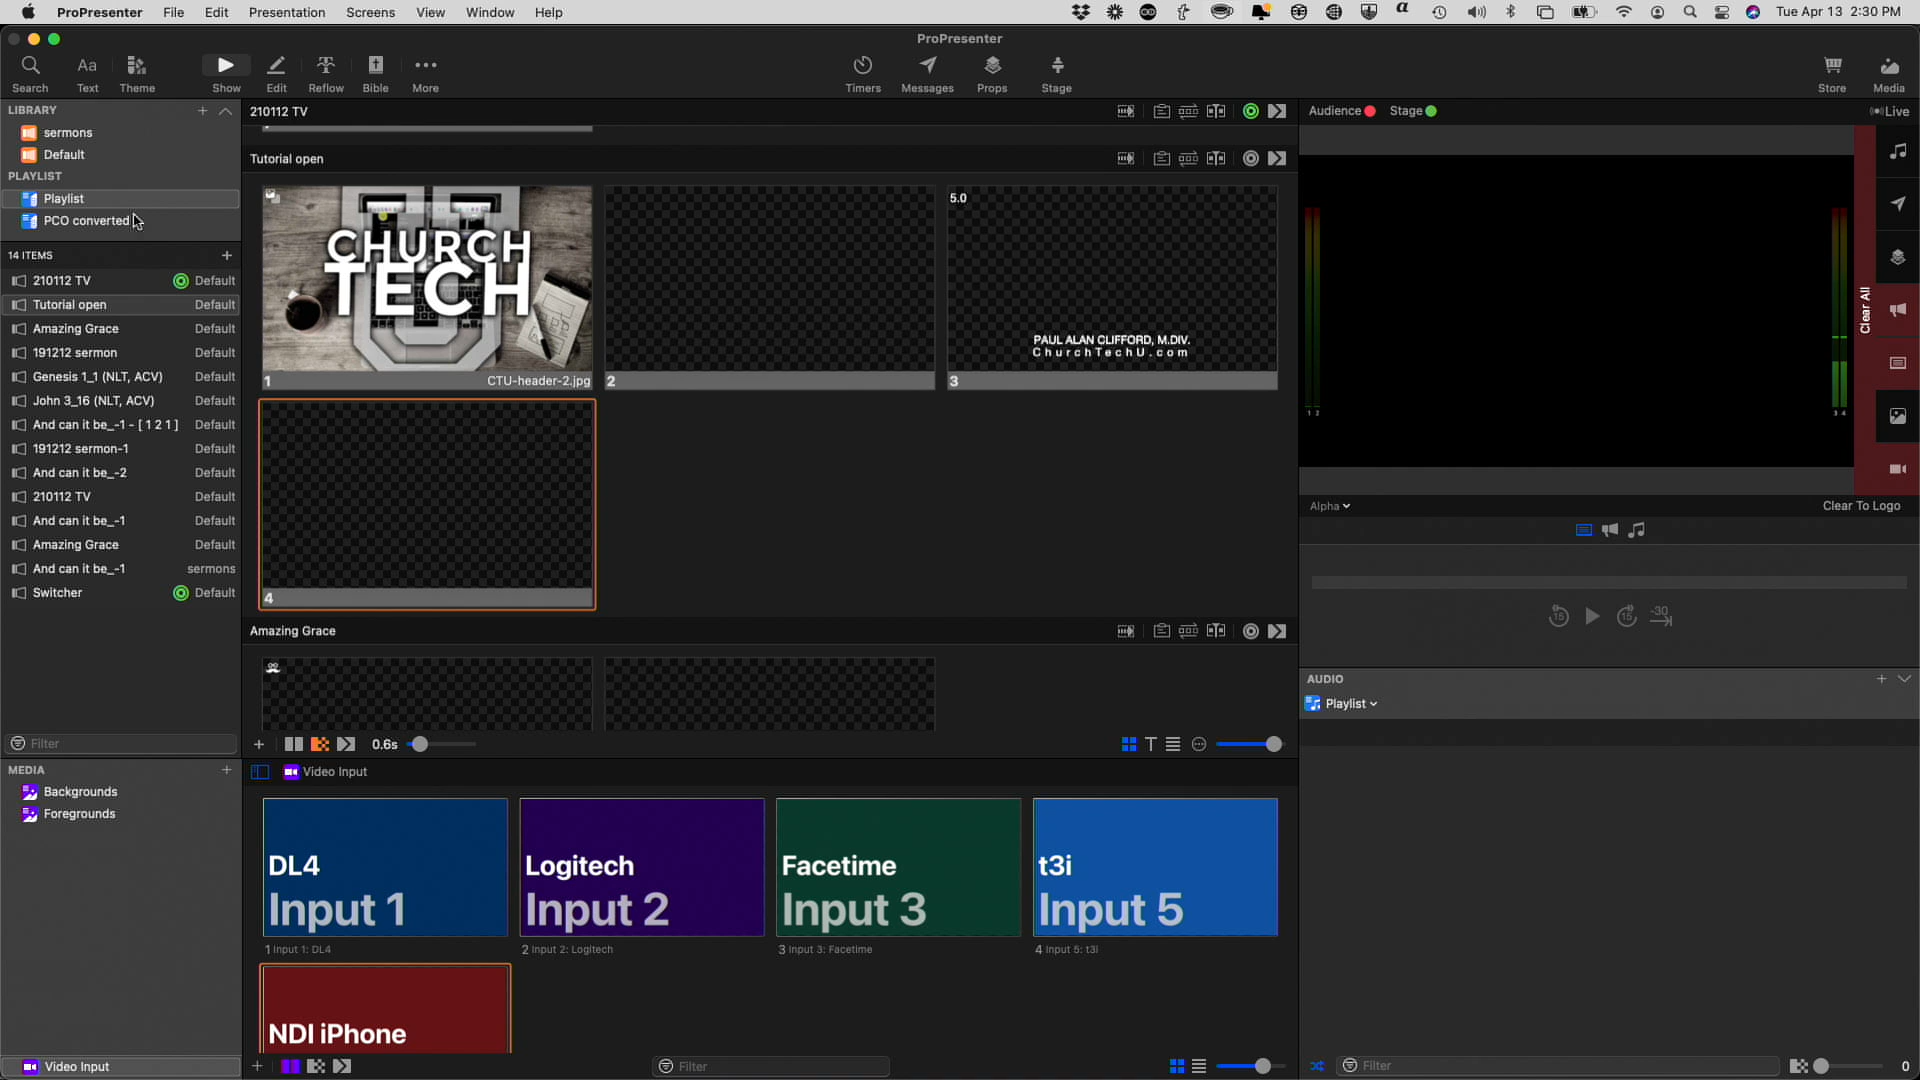 ProPresenter File Edit Presentation Screens View Window Help
Tue Apr 13 2:30 PM
ProPresenter
Search
Aa
Text
Theme
Show
Edit
Reflow
Bible
More
Timers
Messages
Props
Stage
Store
Media
LIBRARY
sermons
Default
PLAYLIST
Playlist
PCO converted
14 ITEMS
210112 TV Default
Tutorial open Default
Amazing Grace Default
191212 sermon Default
Genesis 1_1 (NLT, ACV) Default
John 3_16 (NLT, ACV) Default
And can it be_-1 - [ 1 2 1 ] Default
191212 sermon-1 Default
And can it be_-2 Default
210112 TV Default
And can it be_-1 Default
Amazing Grace Default
And can it be_-1 sermons
Switcher Default
Filter
MEDIA
Backgrounds
Foregrounds
Video Input
210112 TV
Tutorial open
CHURCH
TECH
1 CTU-header-2.jpg
2
5.0
PAUL ALAN CLIFFORD, M.DIV.
ChurchTechU.com
3
4
Amazing Grace
0.6s
Video Input
DL4
Input 1
1 Input 1: DL4
Logitech
Input 2
2 Input 2: Logitech
Facetime
Input 3
3 Input 3: Facetime
t3i
Input 5
4 Input 5: t3i
NDI iPhone
Filter
Audience Stage Live
1 2
3 4
Clear All
Alpha Clear To Logo
15 15 -30
AUDIO
Playlist
Filter 0